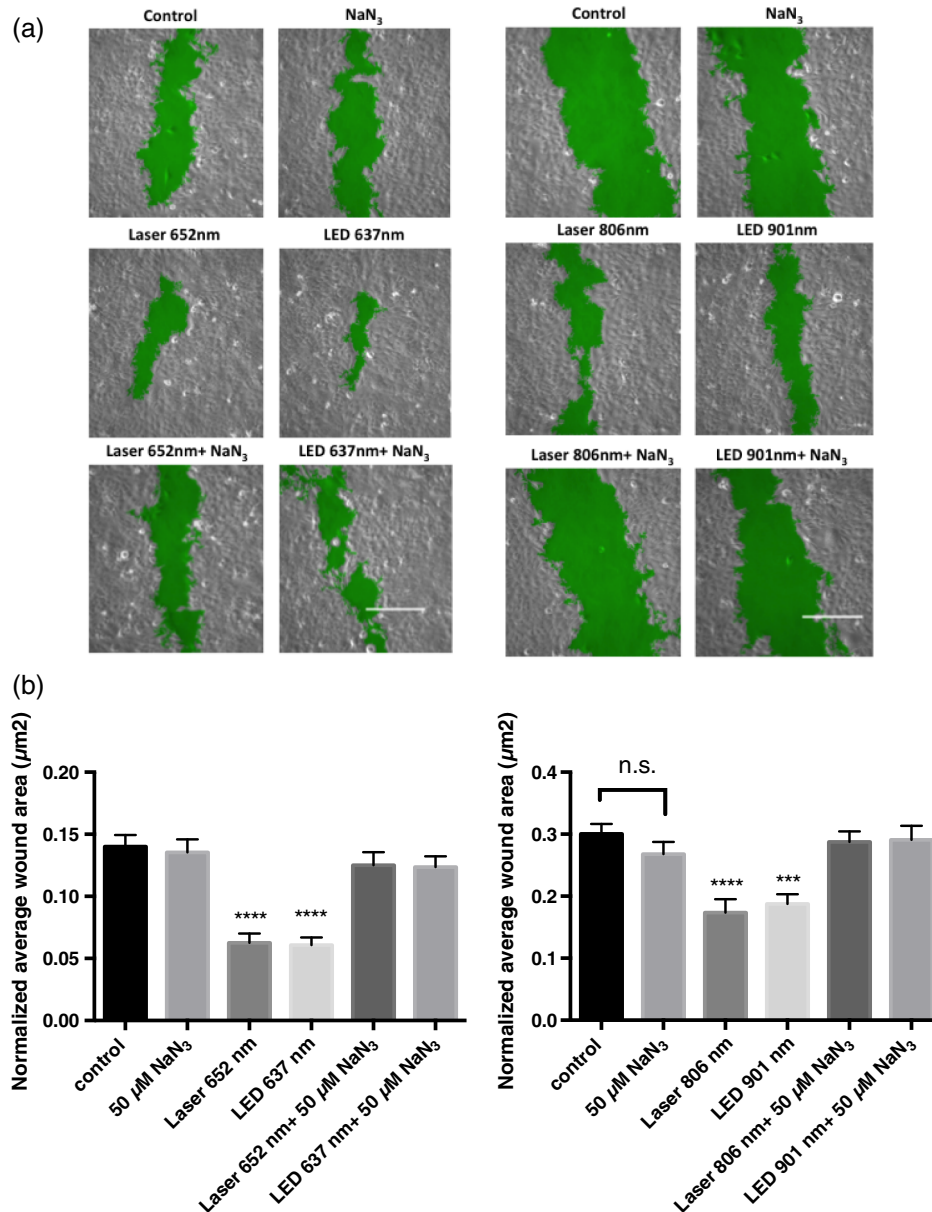 (a)
Control
NaN₃
Control
NaN₃
Laser 652nm
LED 637nm
Laser 806nm
LED 901nm
Laser 652nm+ NaN₃
LED 637nm+ NaN₃
Laser 806nm+ NaN₃
LED 901nm+ NaN₃
(b)
Normalized average wound area (µm2)
0.20
0.15
0.10
0.05
0.00
****
****
control
50 µM NaN₃
Laser 652 nm
LED 637 nm
Laser 652 nm+ 50 µM NaN₃
LED 637 nm+ 50 µM NaN₃
Normalized average wound area (µm2)
0.4
0.3
0.2
0.1
0.0
n.s.
****
***
control
50 µM NaN₃
Laser 806 nm
LED 901 nm
Laser 806 nm+ 50 µM NaN₃
LED 901 nm+ 50 µM NaN₃